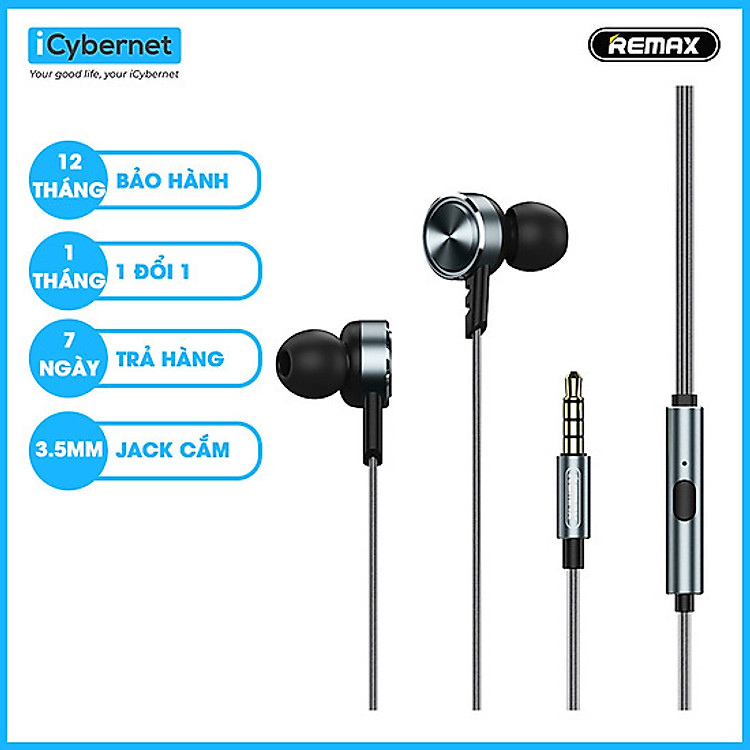 iCybernet
Your good life, your iCybernet
REMAX
12
THÁNG
BẢO HÀNH
1
THÁNG
1 ĐỔI 1
7
NGÀY
TRẢ HÀNG
3.5MM
JACK CẮM